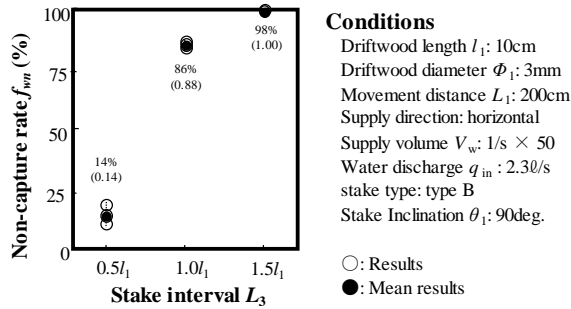 Non-capture rate fwn (%)
100
75
50
25
0
14%
(0.14)
86%
(0.88)
98%
(1.00)
0.5l₁ 1.0l₁ 1.5l₁
Stake interval L₃
Conditions
Driftwood length l₁: 10cm
Driftwood diameter Φ₁: 3mm
Movement distance L₁: 200cm
Supply direction: horizontal
Supply volume Vw: 1/s × 50
Water discharge q in : 2.3ℓ/s
stake type: type B
Stake Inclination θ₁: 90deg.
○: Results
●: Mean results